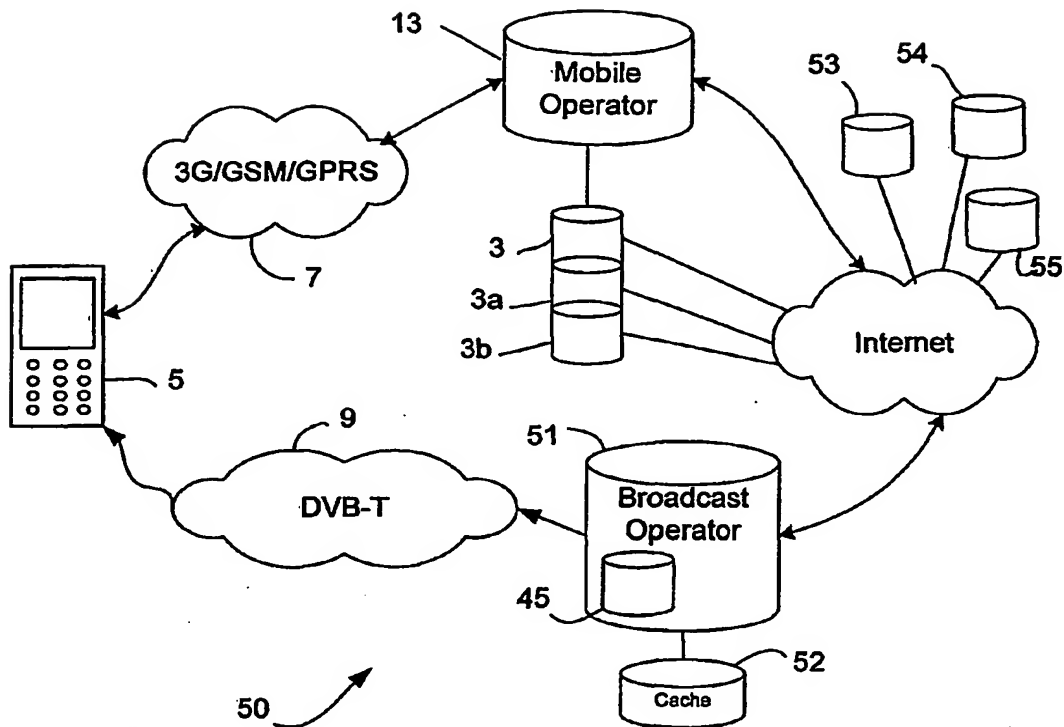 13
Mobile
Operator
53
54
55
3G/GSM/GPRS
7
3
3a
3b
Internet
5
9
DVB-T
51
Broadcast
Operator
45
52
Cache
50